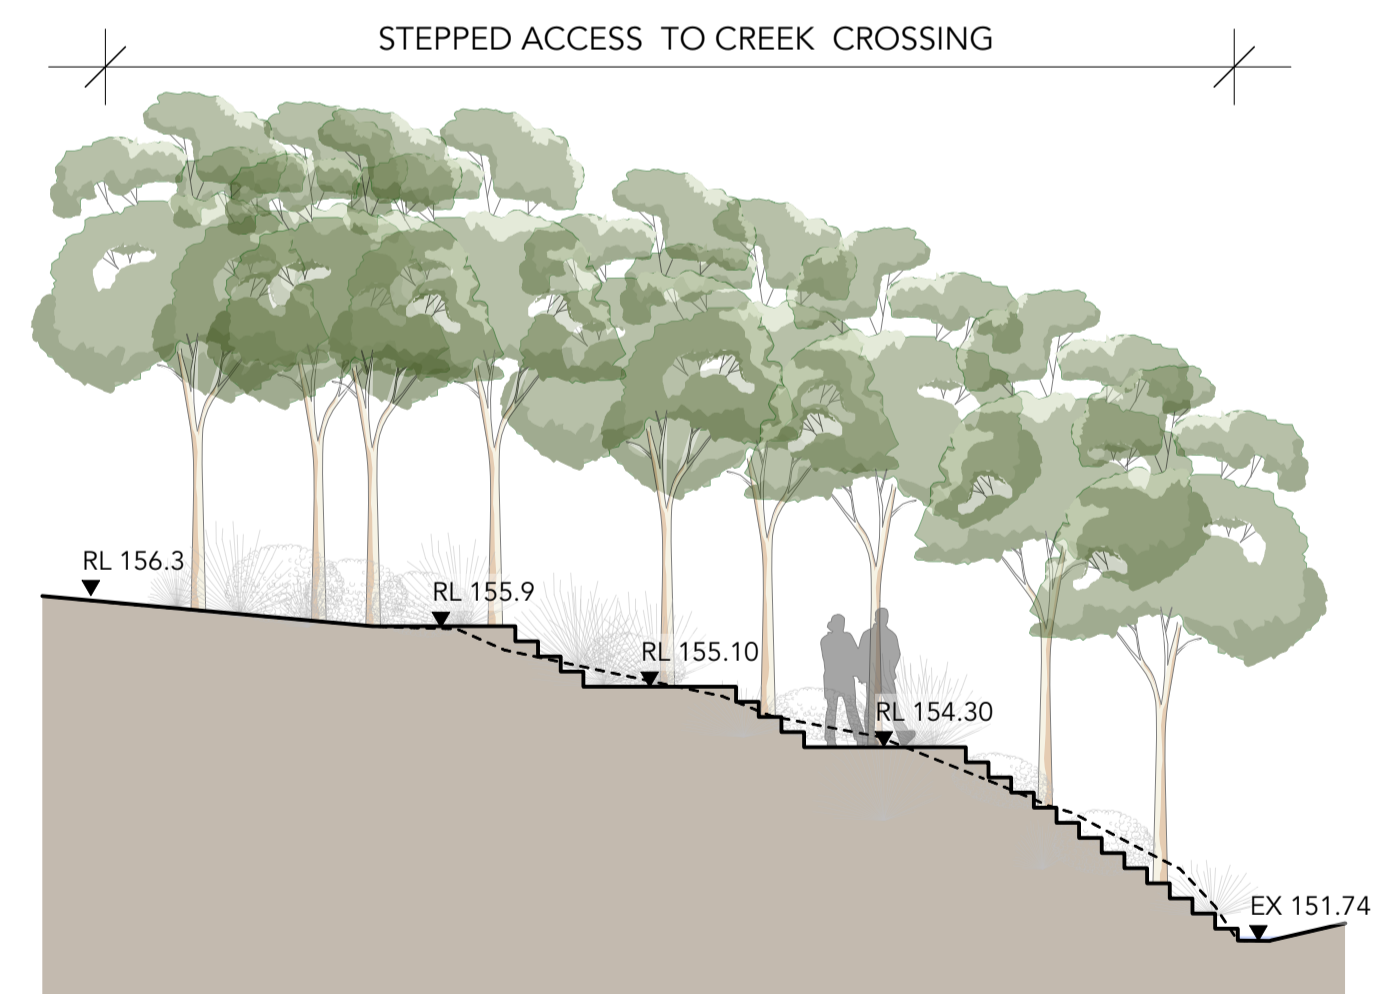 STEPPED ACCESS TO CREEK CROSSING
RL 156.3
RL 155.9
RL 155.10
RL 154.30
EX 151.74